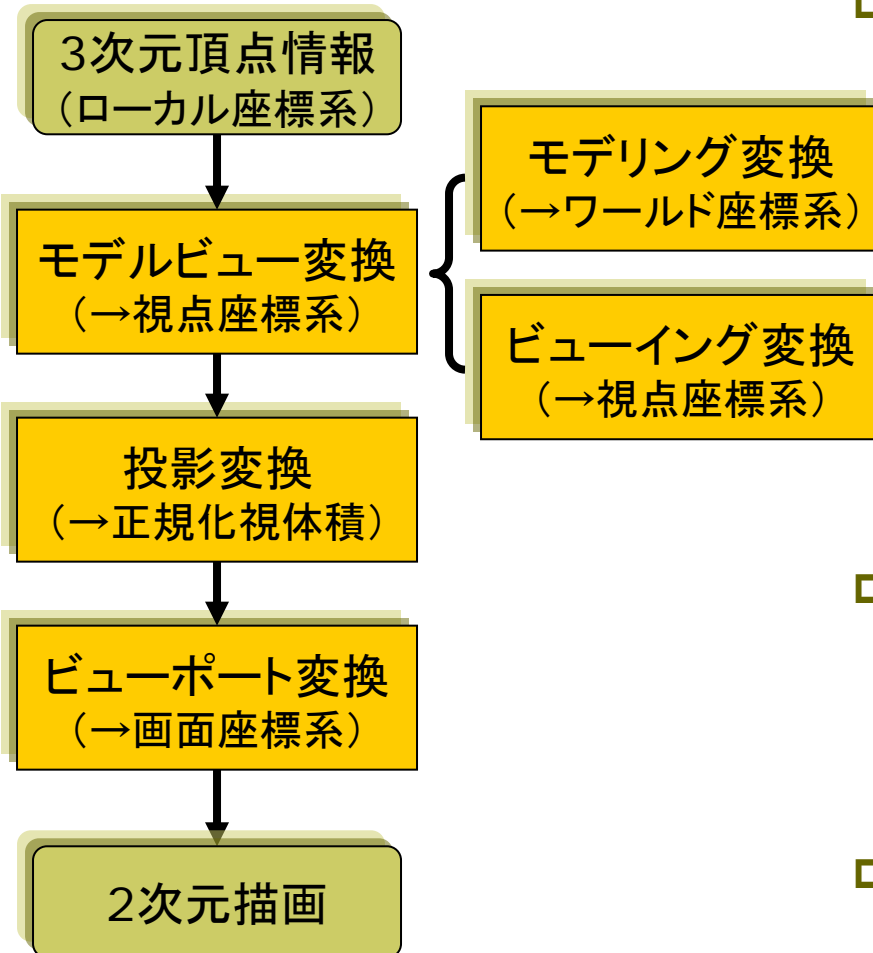 3次元頂点情報
（ローカル座標系）
モデルビュー変換
（→視点座標系）
モデリング変換
（→ワールド座標系）
ビューイング変換
（→視点座標系）
投影変換
（→正規化視体積）
ビューポート変換
（→画面座標系）
2次元描画